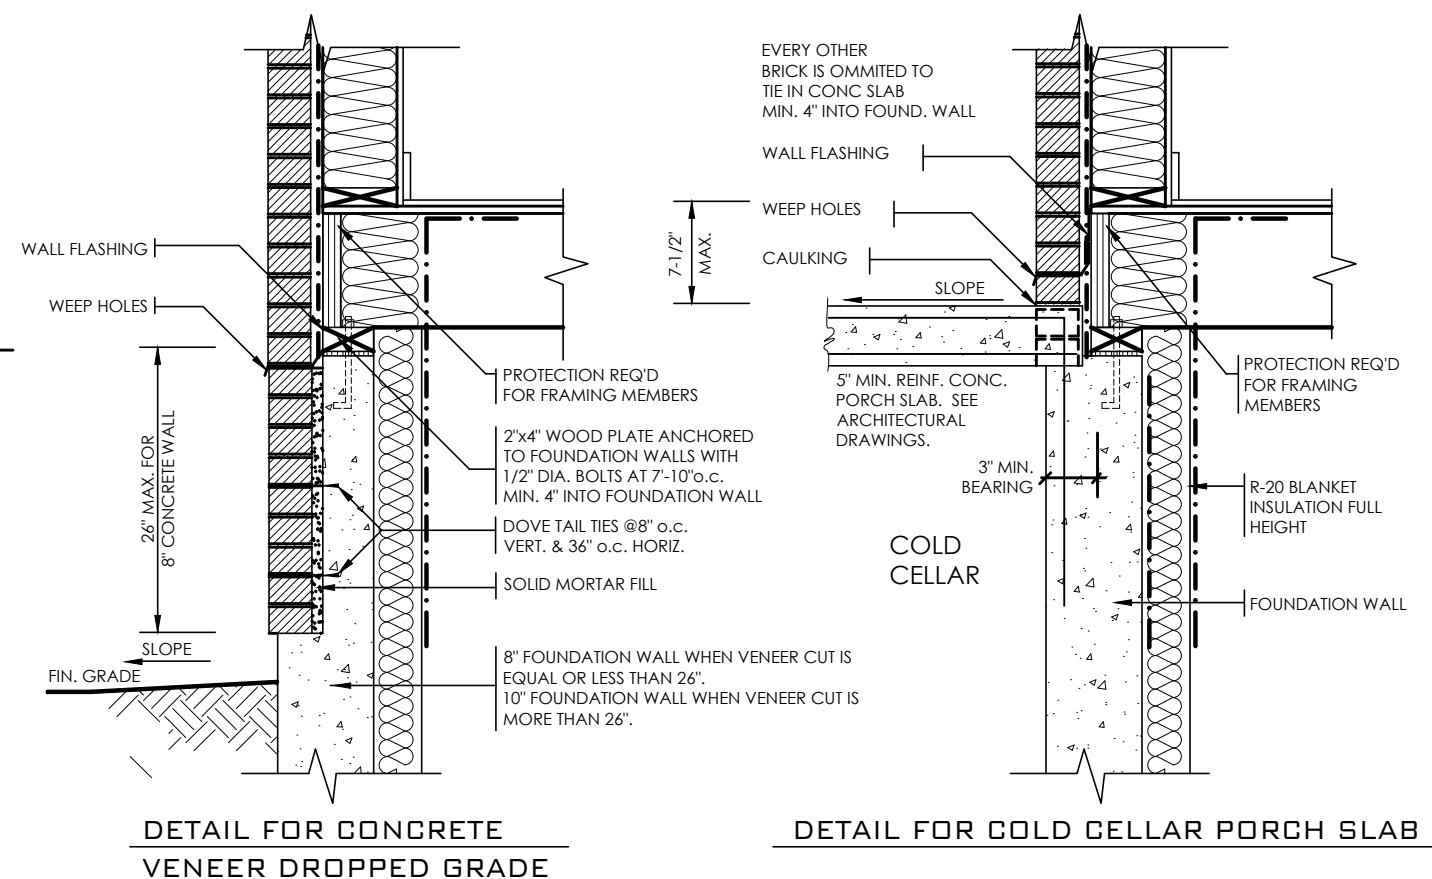 WALL FLASHING
WEEP HOLES
26" MAX. FOR
8" CONCRETE WALL
SLOPE
FIN. GRADE
PROTECTION REQ'D
FOR FRAMING MEMBERS
2"x4" WOOD PLATE ANCHORED
TO FOUNDATION WALLS WITH
1/2" DIA. BOLTS AT 7'-10"o.c.
MIN. 4" INTO FOUNDATION WALL
DOVE TAIL TIES @8" o.c.
VERT. & 36" o.c. HORIZ.
SOLID MORTAR FILL
8" FOUNDATION WALL WHEN VENEER CUT IS
EQUAL OR LESS THAN 26".
10" FOUNDATION WALL WHEN VENEER CUT IS
MORE THAN 26".
DETAIL FOR CONCRETE
VENEER DROPPED GRADE
EVERY OTHER
BRICK IS OMMITED TO
TIE IN CONC SLAB
MIN. 4" INTO FOUND. WALL
WALL FLASHING
WEEP HOLES
7-1/2"
MAX.
CAULKING
SLOPE
5" MIN. REINF. CONC.
PORCH SLAB. SEE
ARCHITECTURAL
DRAWINGS.
3" MIN.
BEARING
COLD
CELLAR
PROTECTION REQ'D
FOR FRAMING
MEMBERS
R-20 BLANKET
INSULATION FULL
HEIGHT
FOUNDATION WALL
DETAIL FOR COLD CELLAR PORCH SLAB